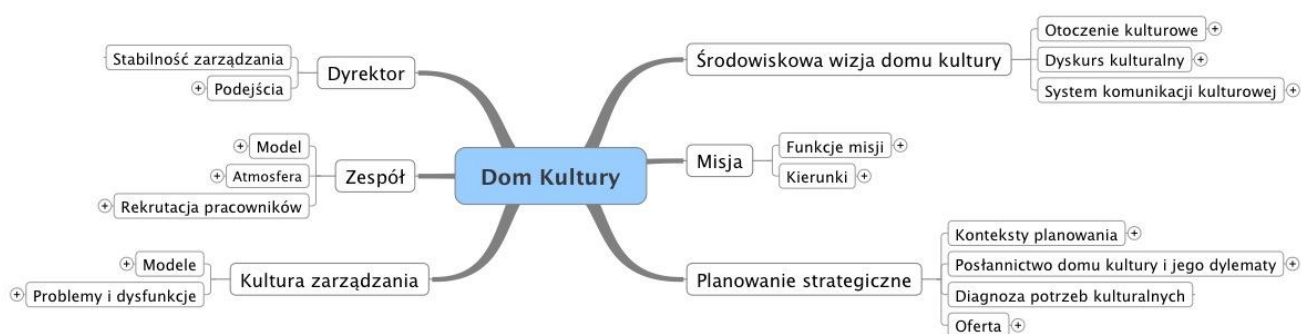 Dom Kultury
Dyrektor
Stabilność zarządzania
Podejścia
Zespół
Model
Atmosfera
Rekrutacja pracowników
Kultura zarządzania
Modele
Problemy i dysfunkcje
Środowiskowa wizja domu kultury
Otoczenie kulturowe
Dyskurs kulturalny
System komunikacji kulturowej
Misja
Funkcje misji
Kierunki
Planowanie strategiczne
Konteksty planowania
Posłannictwo domu kultury i jego dylematy
Diagnoza potrzeb kulturalnych
Oferta